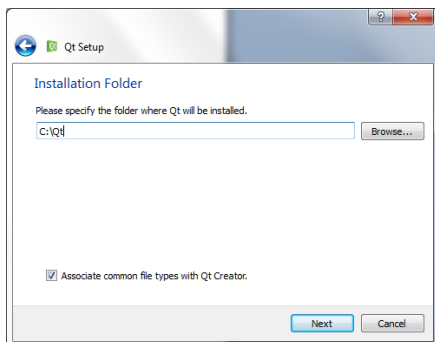 Qt Setup
Installation Folder
Please specify the folder where Qt will be installed.
C:\Qt
Browse...
Associate common file types with Qt Creator.
Next
Cancel